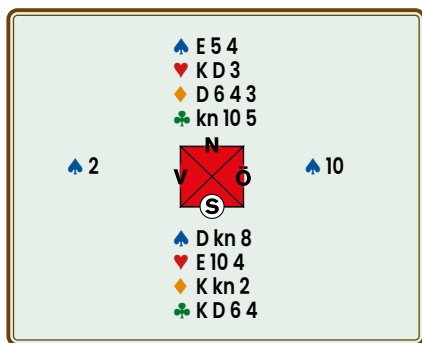 ♠ E 5 4
♥ K D 3
♦ D 6 4 3
♣ kn 10 5
N
♠ 2
V
Ö
♠ 10
S
♠ D kn 8
♥ E 10 4
♦ K kn 2
♣ K D 6 4